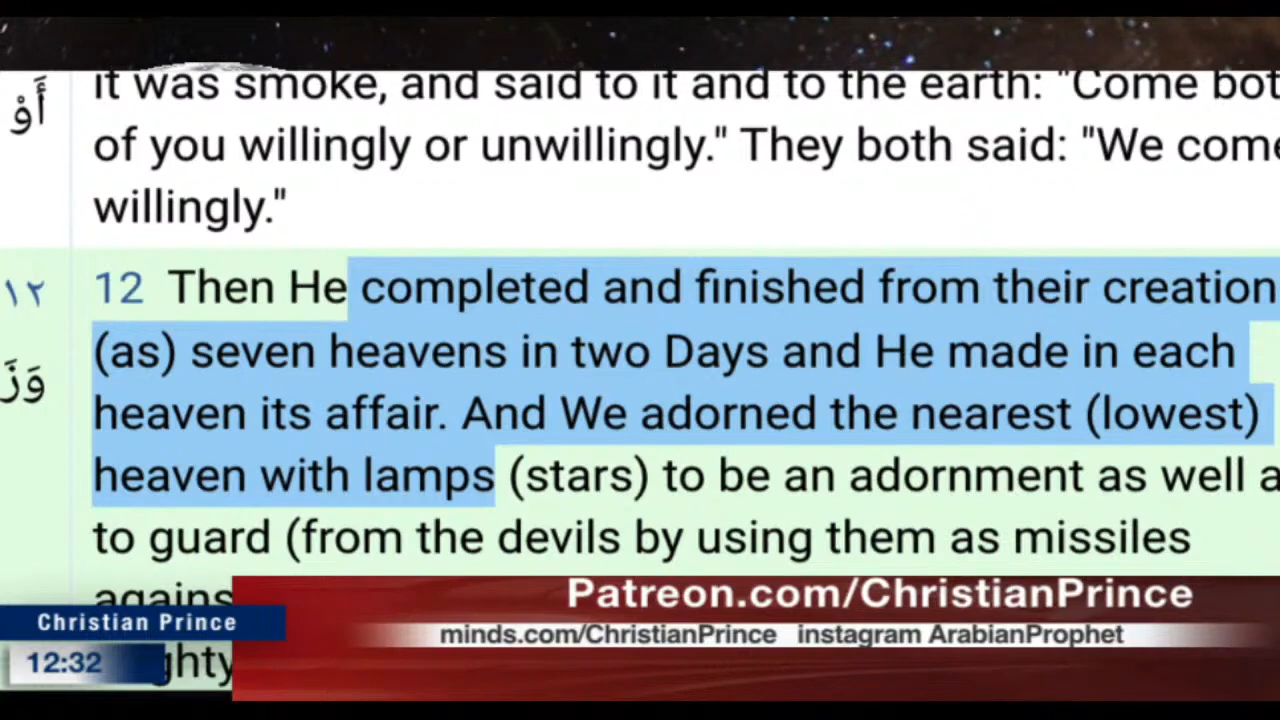 it was smoke, and said to it and to the earth: "Come bot
أَوْ
of you willingly or unwillingly." They both said: "We come
willingly."
١٢
12 Then He completed and finished from their creation
(as) seven heavens in two Days and He made in each
وَزَ
heaven its affair. And We adorned the nearest (lowest)
heaven with lamps (stars) to be an adornment as well a
to guard (from the devils by using them as missiles
agains
Patreon.com/ChristianPrince
Christian Prince
minds.com/ChristianPrince instagram ArabianProphet
12:32
ghty